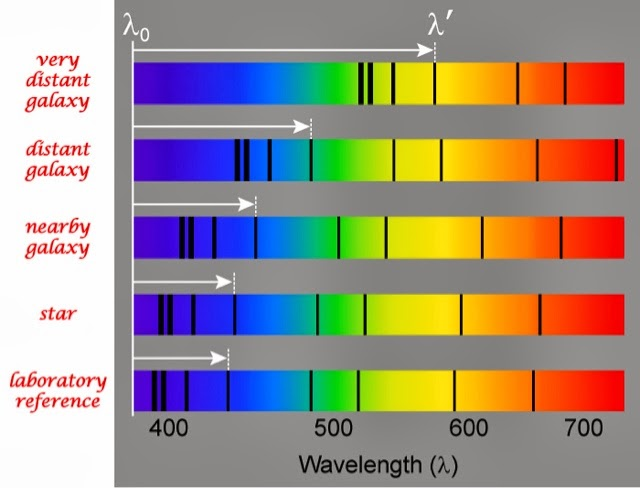 λ₀
λ′
very
distant
galaxy
distant
galaxy
nearby
galaxy
star
laboratory
reference
400 500 600 700
Wavelength (λ)